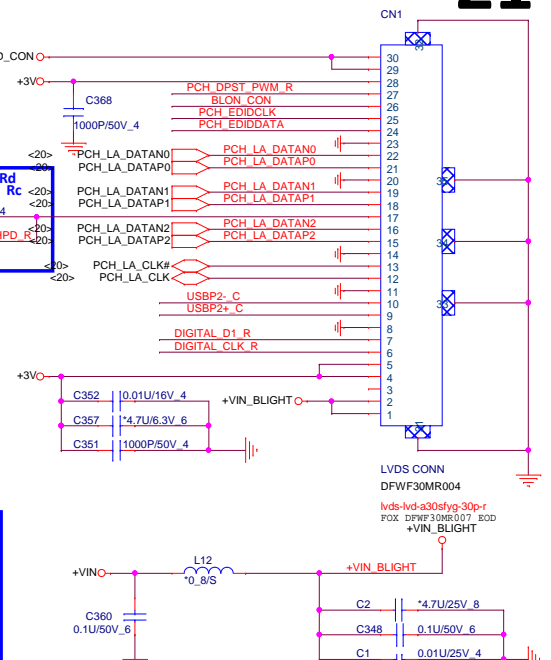 CN1
D_CON
+3V
C368
1000P/50V_4
PCH_DPST_PWM_R
BLON_CON
PCH_EDIDCLK
PCH_EDIDDATA
30
29
28
27
26
25
24
23
22
21
20
19
18
17
16
15
14
13
12
11
10
9
8
7
6
5
4
3
2
1
35
34
33
31
Rd
Rc
4
HPD_R
<20> PCH_LA_DATAN0 PCH_LA_DATAN0
<20> PCH_LA_DATAP0 PCH_LA_DATAP0
<20> PCH_LA_DATAN1 PCH_LA_DATAN1
<20> PCH_LA_DATAP1 PCH_LA_DATAP1
<20> PCH_LA_DATAN2 PCH_LA_DATAN2
<20> PCH_LA_DATAP2 PCH_LA_DATAP2
<20> PCH_LA_CLK#
<20> PCH_LA_CLK
USBP2-_C
USBP2+_C
DIGITAL_D1_R
DIGITAL_CLK_R
+3V
C352 0.01U/16V_4
C357 *4.7U/6.3V_6
C351 1000P/50V_4
+VIN_BLIGHT
LVDS CONN
DFWF30MR004
lvds-lvd-a30sfyg-30p-r
FOX DFWF30MR007 EOD
+VIN_BLIGHT
+VIN
L12
*0_8/S
+VIN_BLIGHT
C360
0.1U/50V_6
C2 *4.7U/25V_8
C348 0.1U/50V_6
C1 0.01U/25V_4